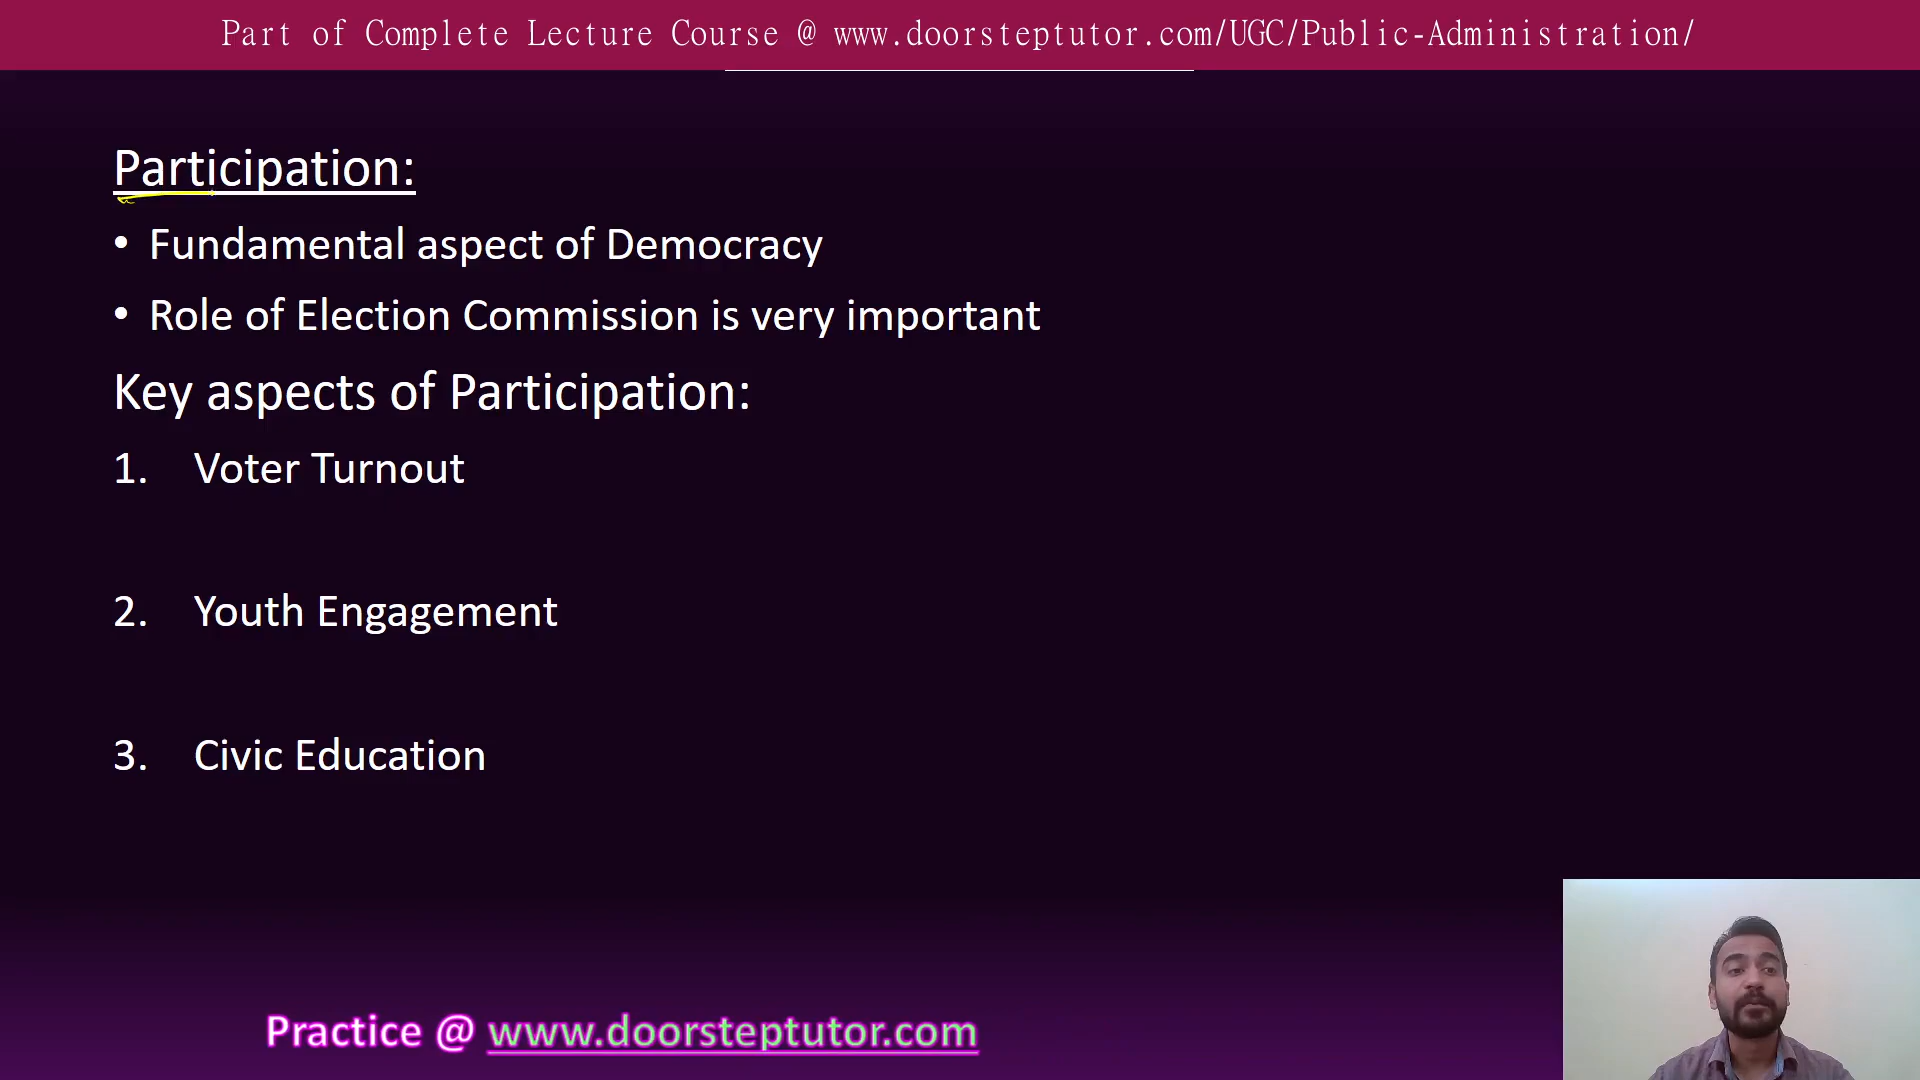 Part of Complete Lecture Course @ www.doorsteptutor.com/UGC/Public-Administration/
Participation:
• Fundamental aspect of Democracy
• Role of Election Commission is very important
Key aspects of Participation:
1. Voter Turnout
2. Youth Engagement
3. Civic Education
Practice @ www.doorsteptutor.com